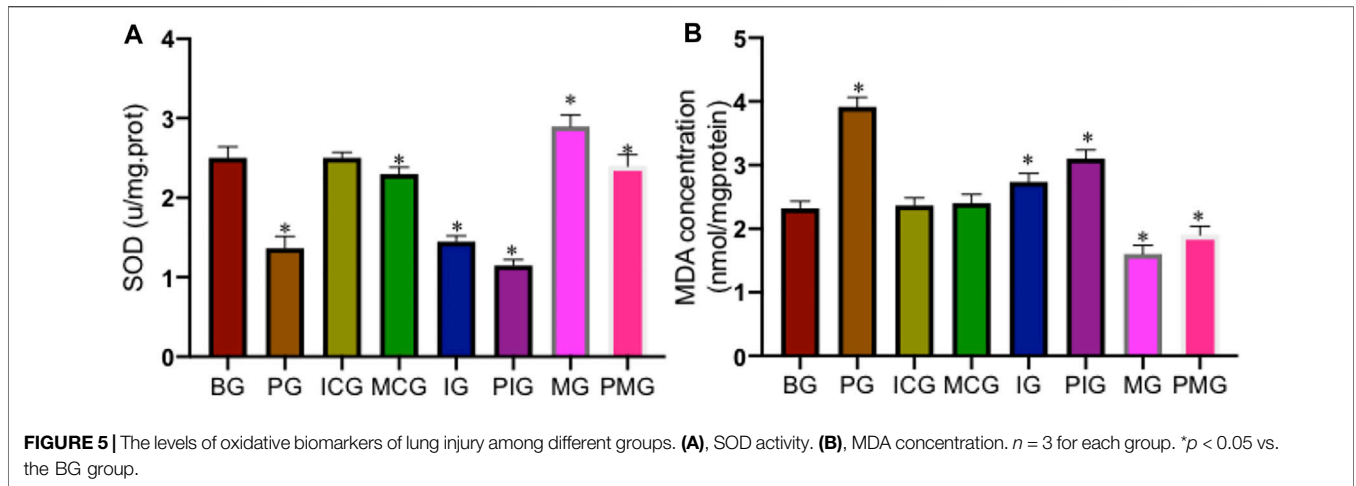 A
4
3
2
1
0
SOD (u/mg.prot)
* * * * * *
BG PG ICG MCG IG PIG MG PMG
B
5
4
3
2
1
0
MDA concentration
(nmol/mgprotein)
* * * * *
BG PG ICG MCG IG PIG MG PMG
FIGURE 5 | The levels of oxidative biomarkers of lung injury among different groups. (A), SOD activity. (B), MDA concentration. n = 3 for each group. *p < 0.05 vs.
the BG group.